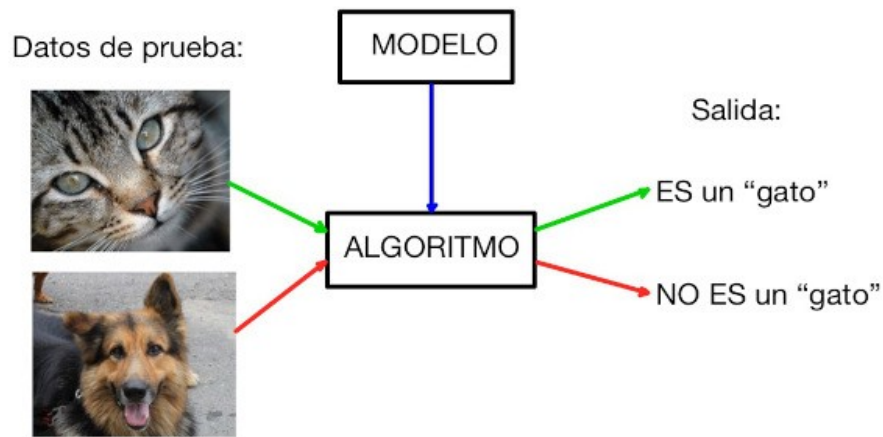 Datos de prueba:
MODELO
Salida:
ES un “gato”
ALGORITMO
NO ES un “gato”